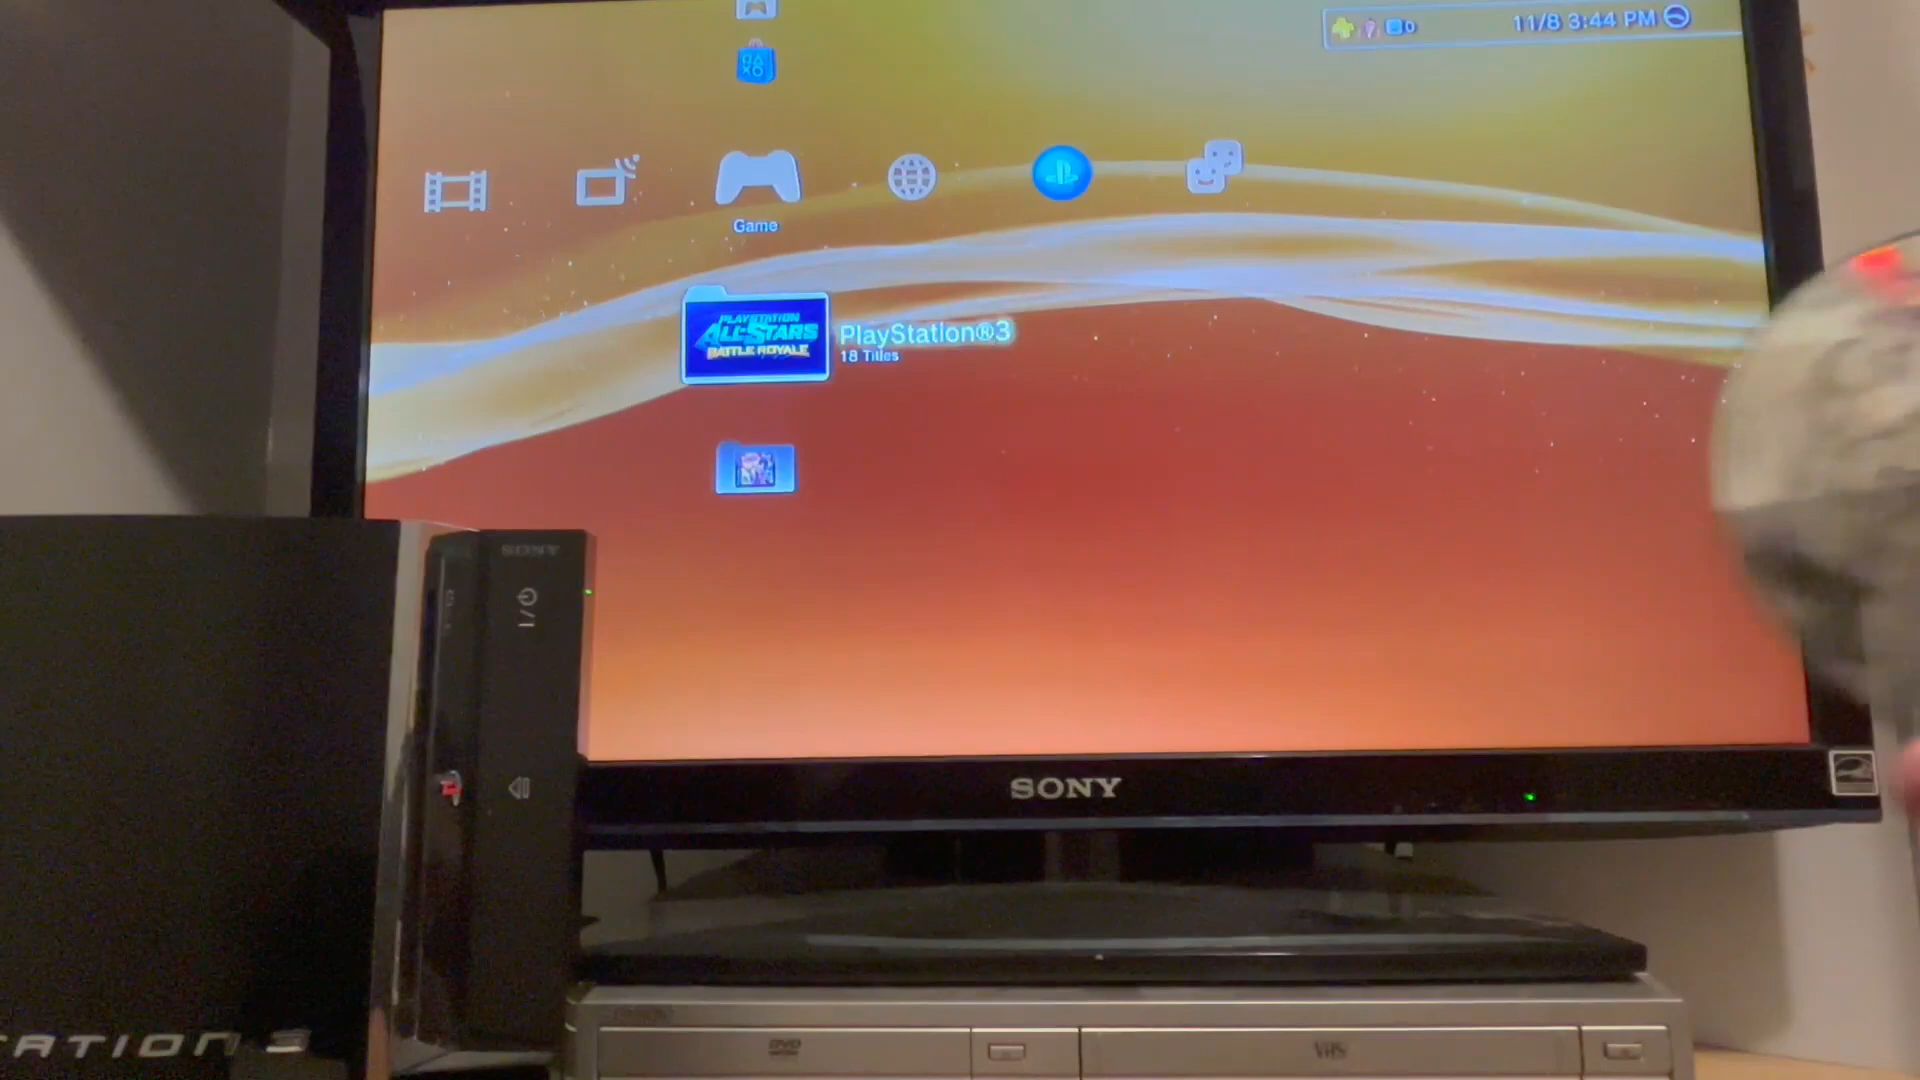 0
11/8 3:44 PM
Game
PLAYSTATION
ALL-STARS
BATTLE ROYALE
PlayStation®3
18 Titles
SONY
SONY
DVD
VHS